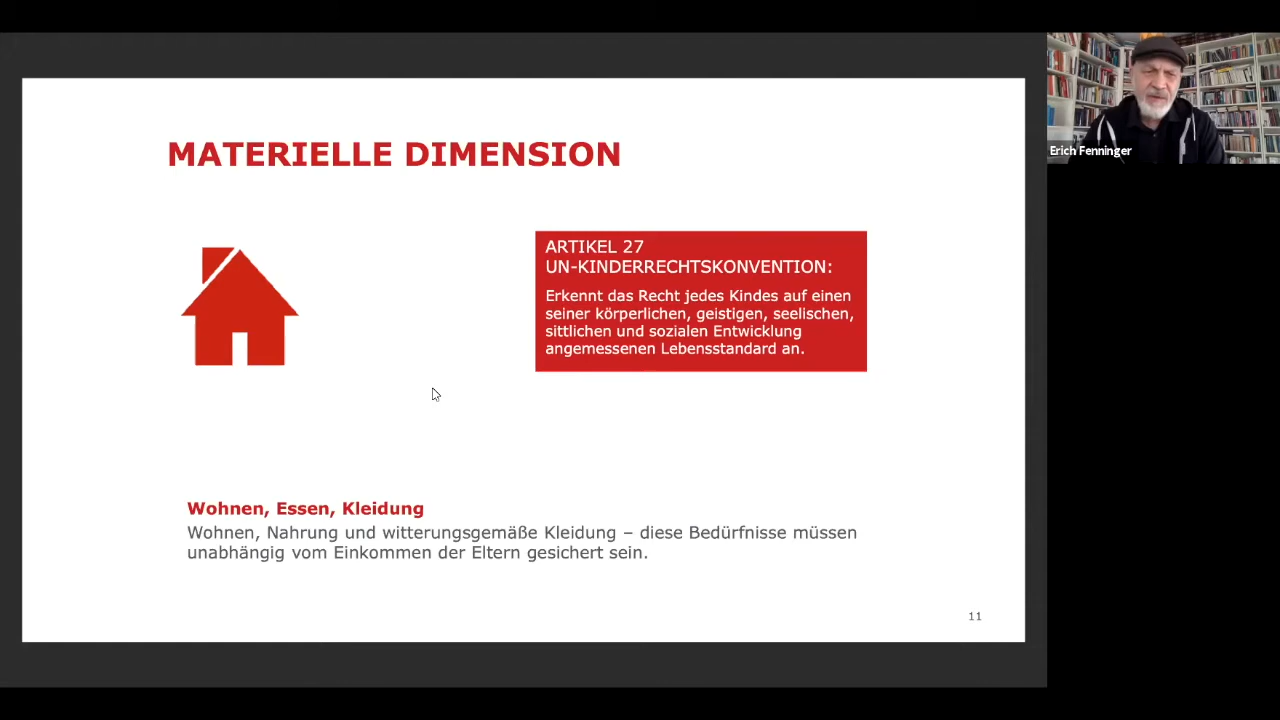 MATERIELLE DIMENSION
ARTIKEL 27
UN-KINDERRECHTSKONVENTION:
Erkennt das Recht jedes Kindes auf einen
seiner körperlichen, geistigen, seelischen,
sittlichen und sozialen Entwicklung
angemessenen Lebensstandard an.
Wohnen, Essen, Kleidung
Wohnen, Nahrung und witterungsgemäße Kleidung – diese Bedürfnisse müssen
unabhängig vom Einkommen der Eltern gesichert sein.
11
Erich Fenninger